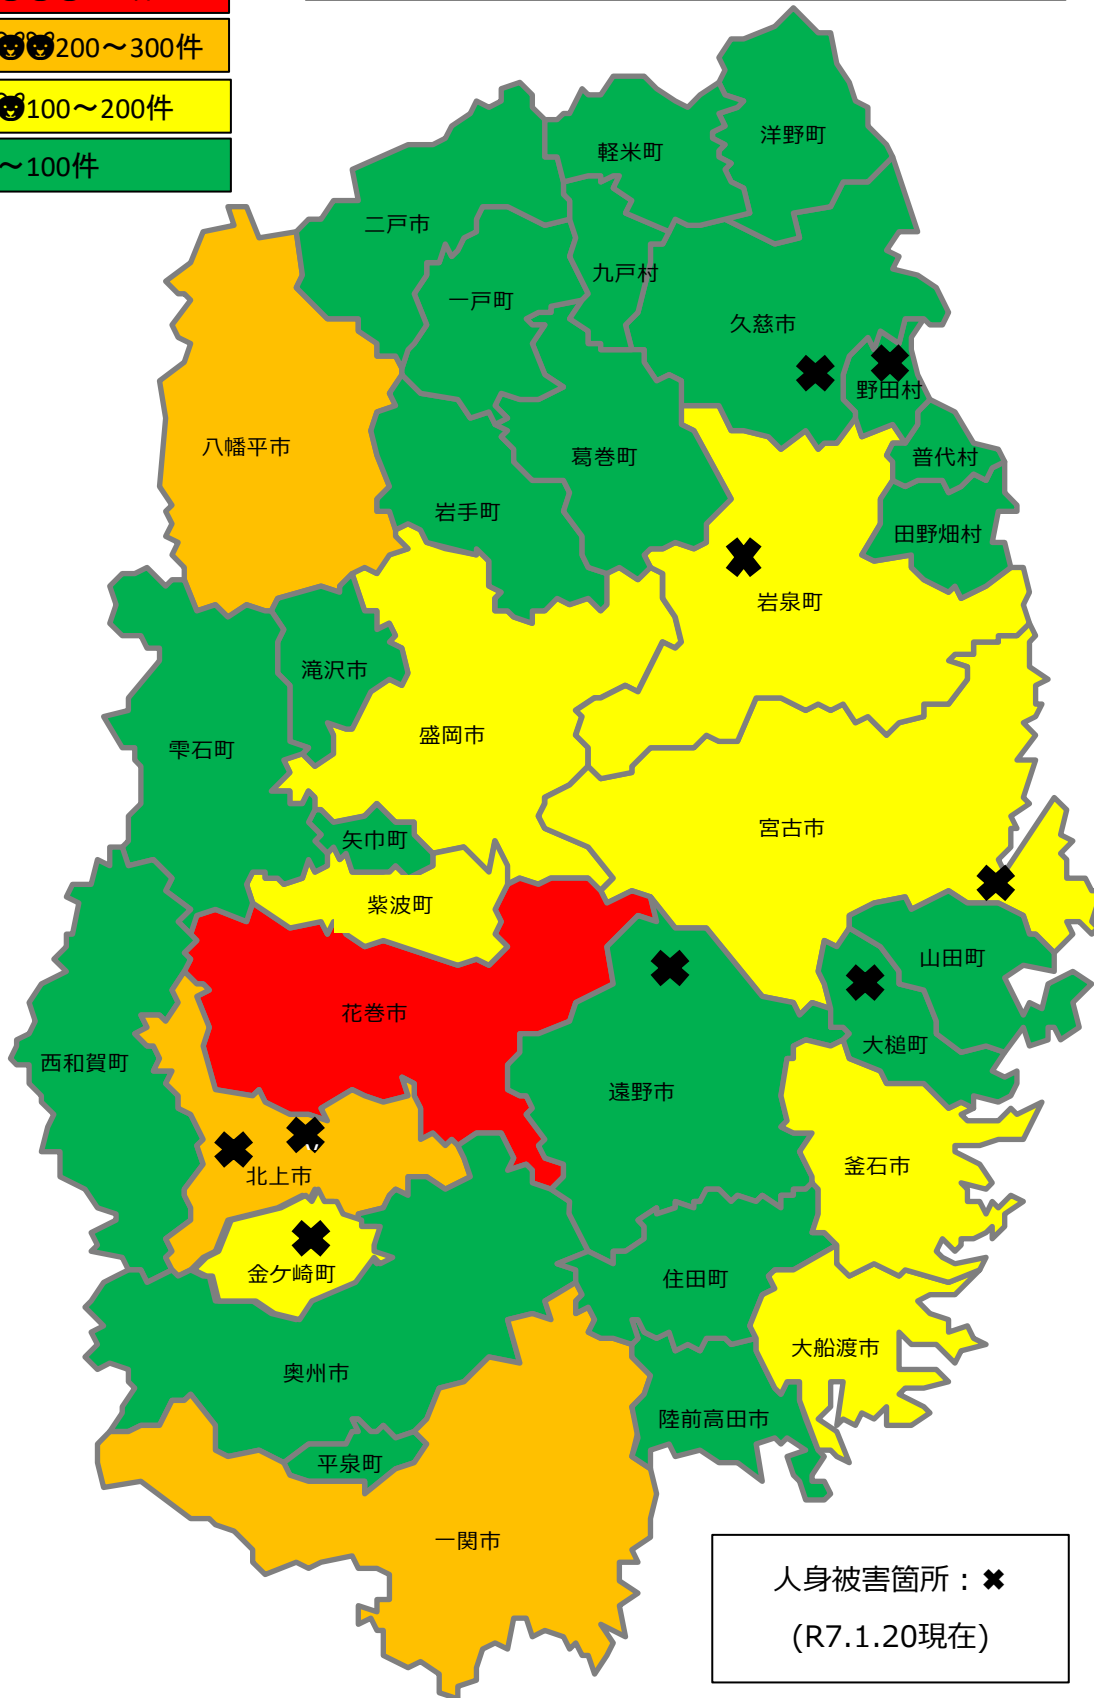 200～300件
100～200件
～100件
洋野町
軽米町
二戸市
九戸村
一戸町
久慈市
野田村
八幡平市
葛巻町
普代村
岩手町
田野畑村
岩泉町
滝沢市
盛岡市
雫石町
宮古市
矢巾町
紫波町
山田町
花巻市
大槌町
西和賀町
遠野市
釜石市
北上市
金ケ崎町
住田町
大船渡市
奥州市
陸前高田市
平泉町
一関市
人身被害箇所：✖
(R7.1.20現在)